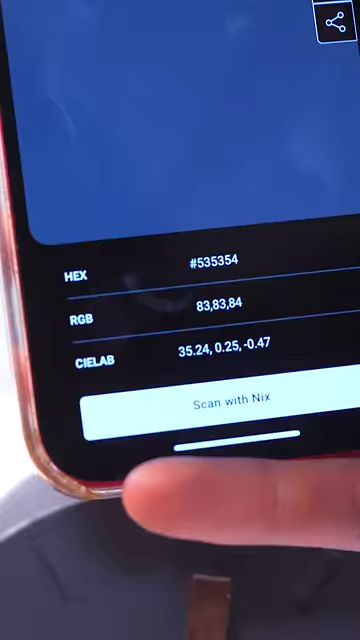 HEX #535354
RGB 83,83,84
CIELAB 35.24, 0.25, -0.47
Scan with Nix